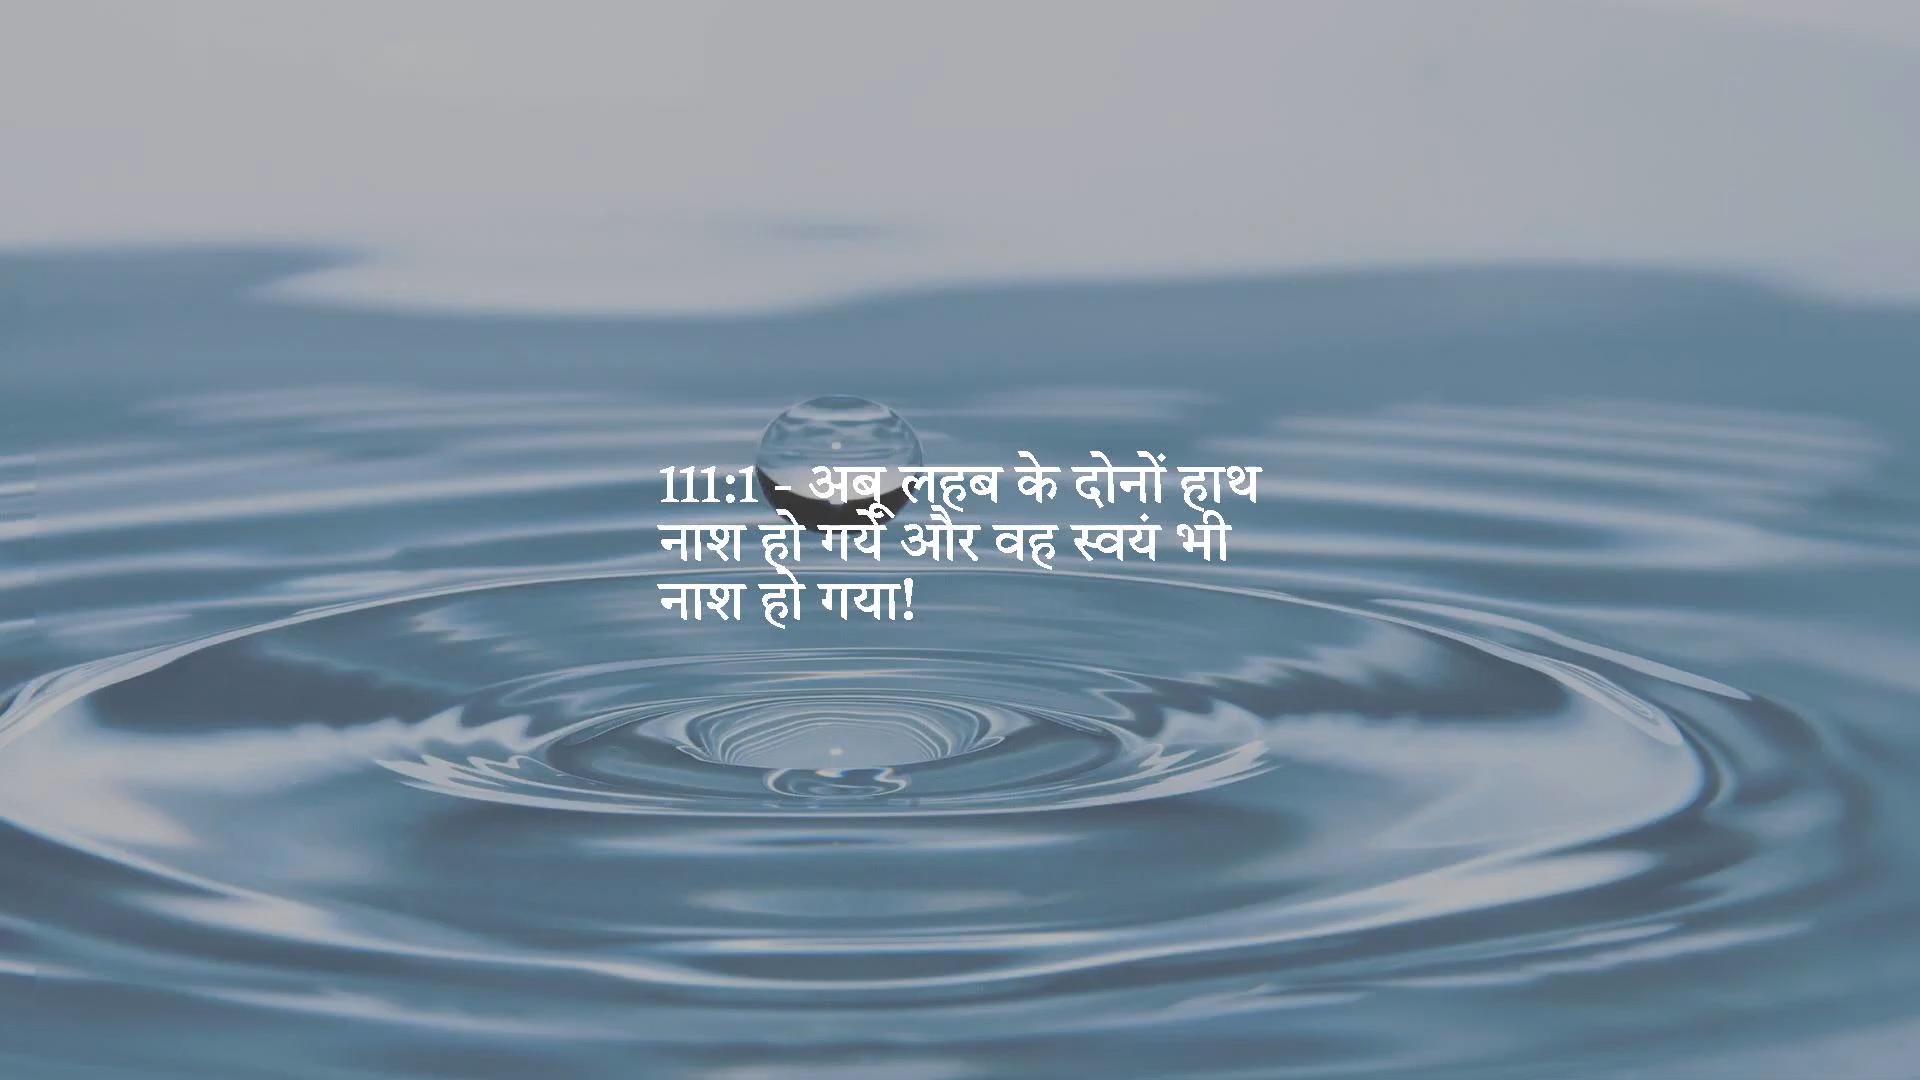 111:1 - अबू लहब के दोनों हाथ
नाश हो गये और वह स्वयं भी
नाश हो गया!